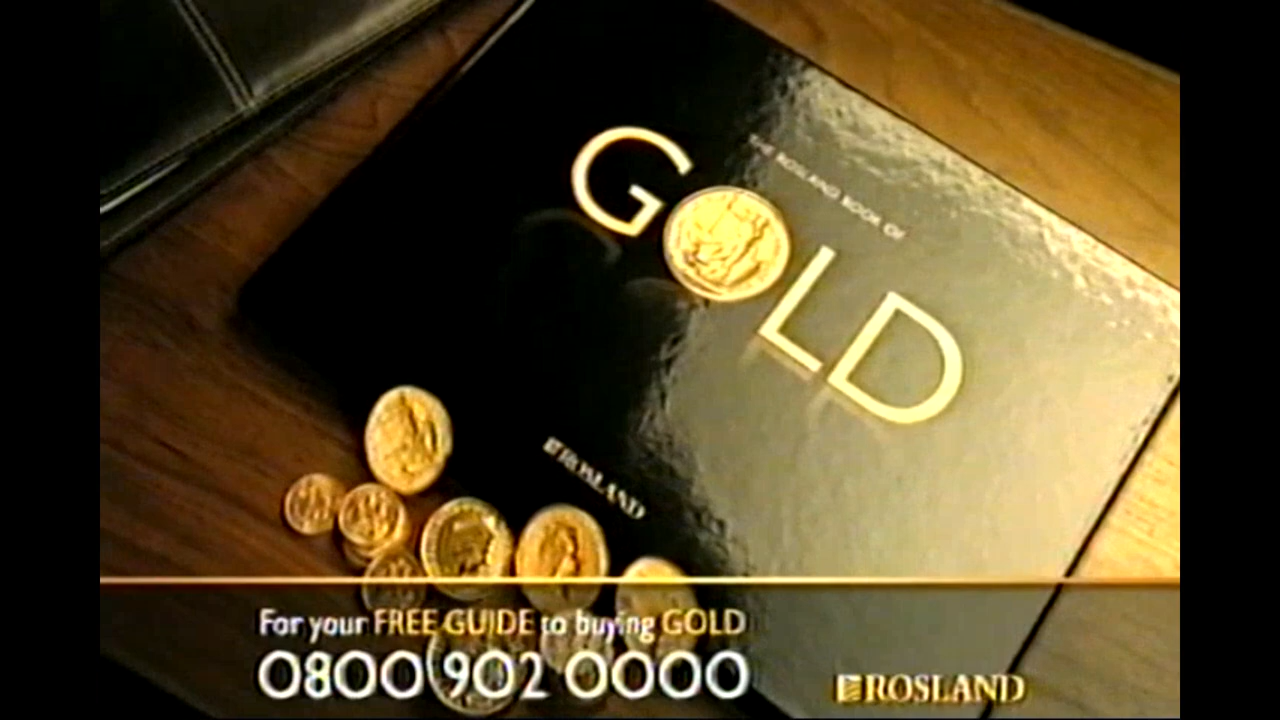 THE ROSLAND BOOK OF
GOLD
ROSLAND
For your FREE GUIDE to buying GOLD
0800 902 0000
ROSLAND